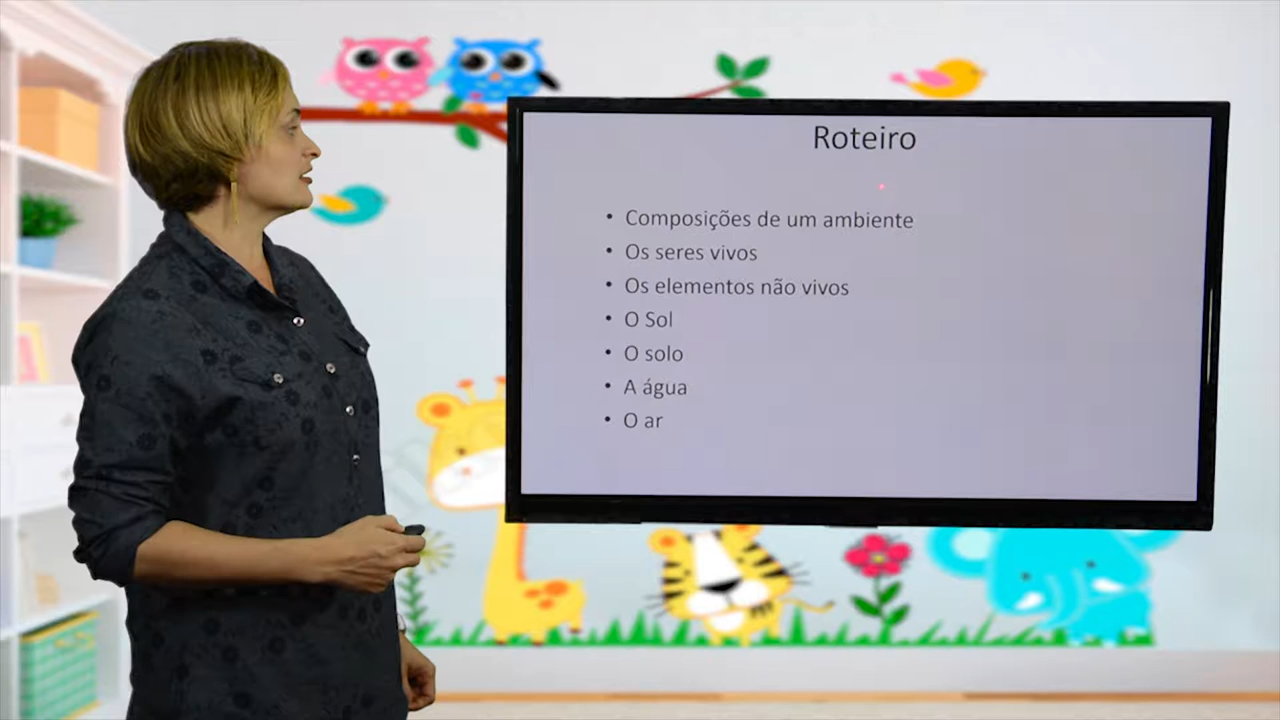 Roteiro
• Composições de um ambiente
• Os seres vivos
• Os elementos não vivos
• O Sol
• O solo
• A água
• O ar